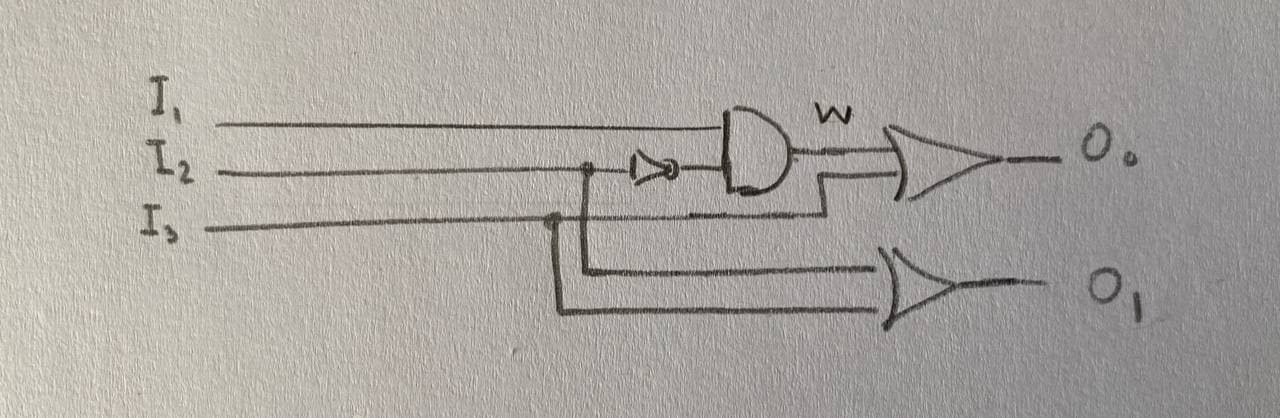 I₁
I₂
I₃
W
O₀
O₁